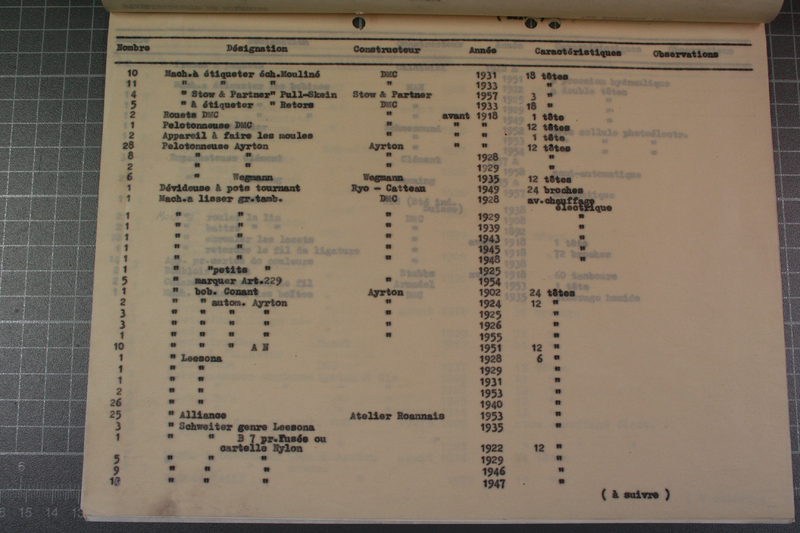 Nombre Désignation Constructeur Année Caractéristiques Observations
10 Mach.à étiqueter éch.Mouliné DMC 1931 18 têtes
11 " " " " 1933 "
4 " Stow & Partner" Pull-Skein Stow & Partner 1957 3 "
5 " à étiqueter " Retors DMC 1933 18 "
2 Rouets DMC " avant 1918 1 tête
1 Pelotonneuse DMC " " " 12 têtes
2 Appareil à faire les moules " " " 1 tête
28 Pelotonneuse Ayrton Ayrton " " 12 têtes
8 " " " 1928 "
2 " " " 1929 "
6 " Wegmann Wegmann 1935 12 têtes
1 Dévideuse à pots tournant Ryo - Catteau 1949 24 broches
1 Mach.a lisser gr.tamb. DMC 1928 av.chauffage
électrique
1 " " " 1929 "
1 " " " 1939 "
1 " " " 1943 "
1 " " " 1945 "
1 " " " 1948 "
1 " "petits " 1925
5 " marquer Art.229 " 1954
1 " bob. Conant Ayrton 1902 24 têtes
2 " " autom. Ayrton " 1924 12 "
3 " " " " " 1925 "
3 " " " " " 1926 "
1 " " " " " 1955 "
10 " " " A N 1951 12 "
1 " Leesona 1928 6 "
1 " " 1929 "
1 " " 1931 "
2 " " 1953 "
26 " " 1940 "
25 " Alliance Atelier Roannais 1953 "
3 " Schweiter genre Leesona 1935 "
1 " " B 7 pr.fusée ou
cartelle Nylon 1922 12 "
5 " " " 1929 "
9 " " " 1946 "
" " " 1947 "
( à suivre )